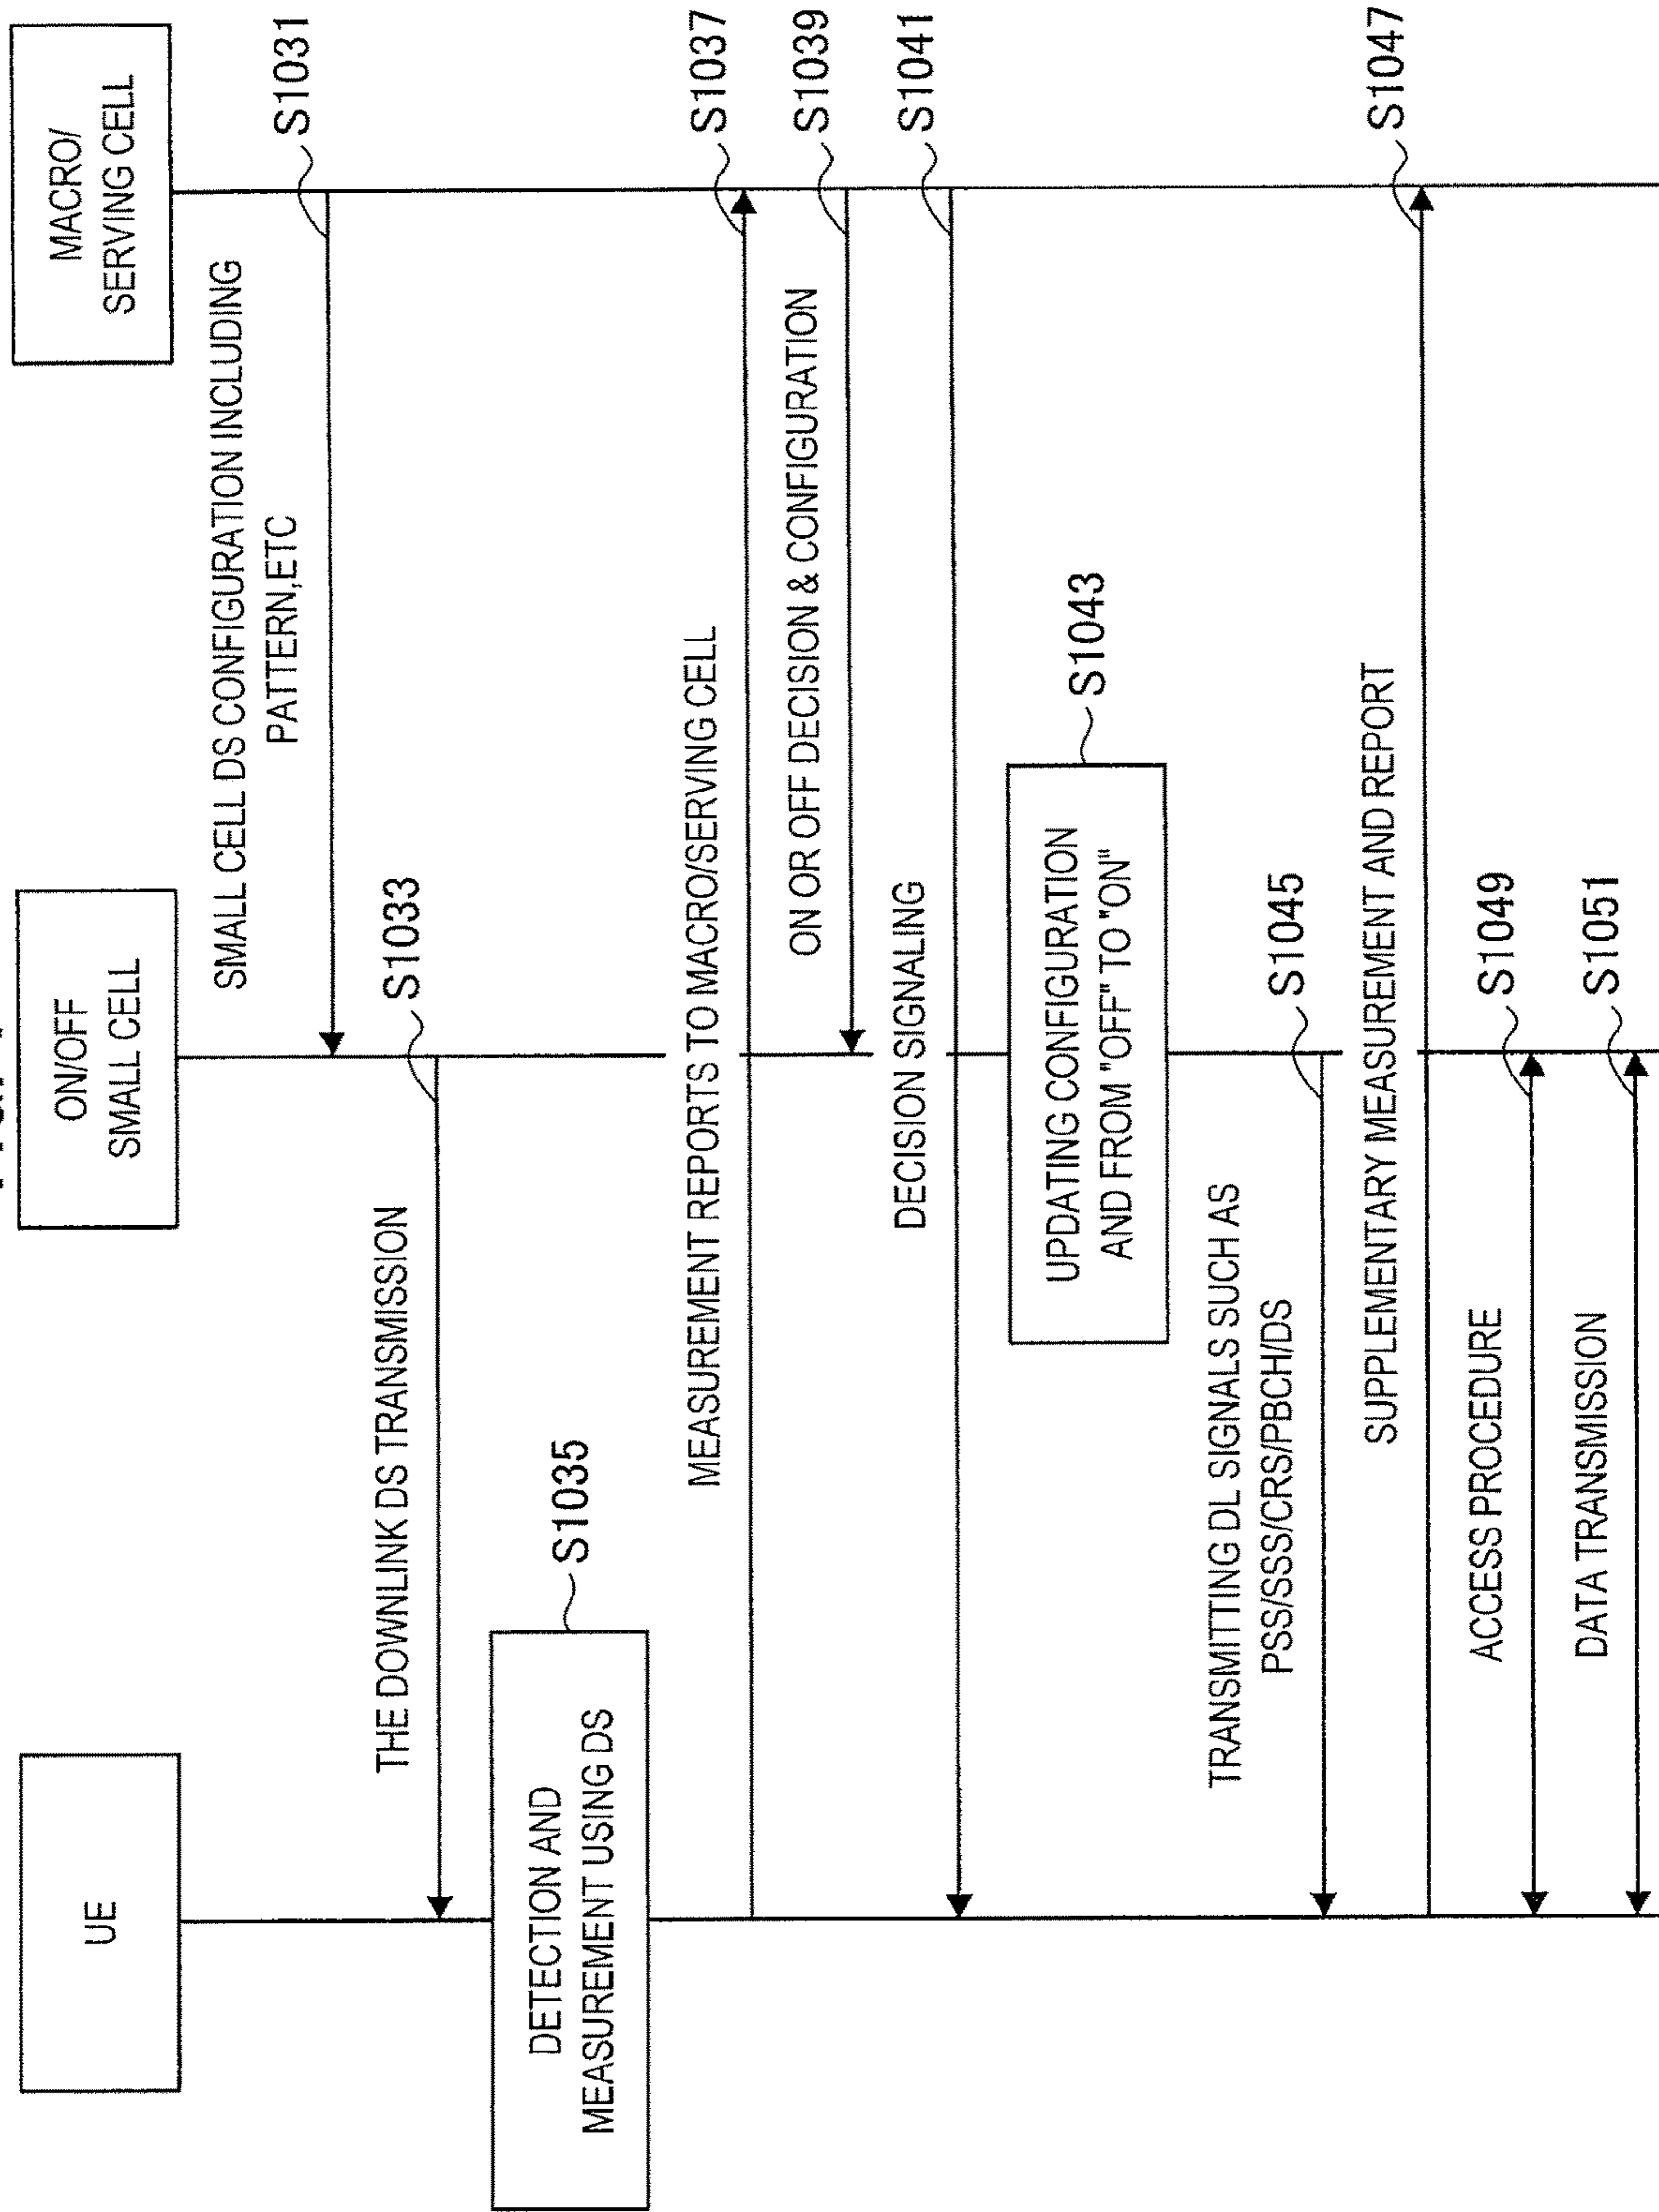 UE
ON/OFF
SMALL CELL
MACRO/
SERVING CELL
SMALL CELL DS CONFIGURATION INCLUDING
PATTERN,ETC
S1031
THE DOWNLINK DS TRANSMISSION
S1033
DETECTION AND
MEASUREMENT USING DS
S1035
MEASUREMENT REPORTS TO MACRO/SERVING CELL
S1037
ON OR OFF DECISION & CONFIGURATION
S1039
DECISION SIGNALING
S1041
UPDATING CONFIGURATION
AND FROM "OFF" TO "ON"
S1043
TRANSMITTING DL SIGNALS SUCH AS
PSS/SSS/CRS/PBCH/DS
S1045
SUPPLEMENTARY MEASUREMENT AND REPORT
S1047
ACCESS PROCEDURE
S1049
DATA TRANSMISSION
S1051